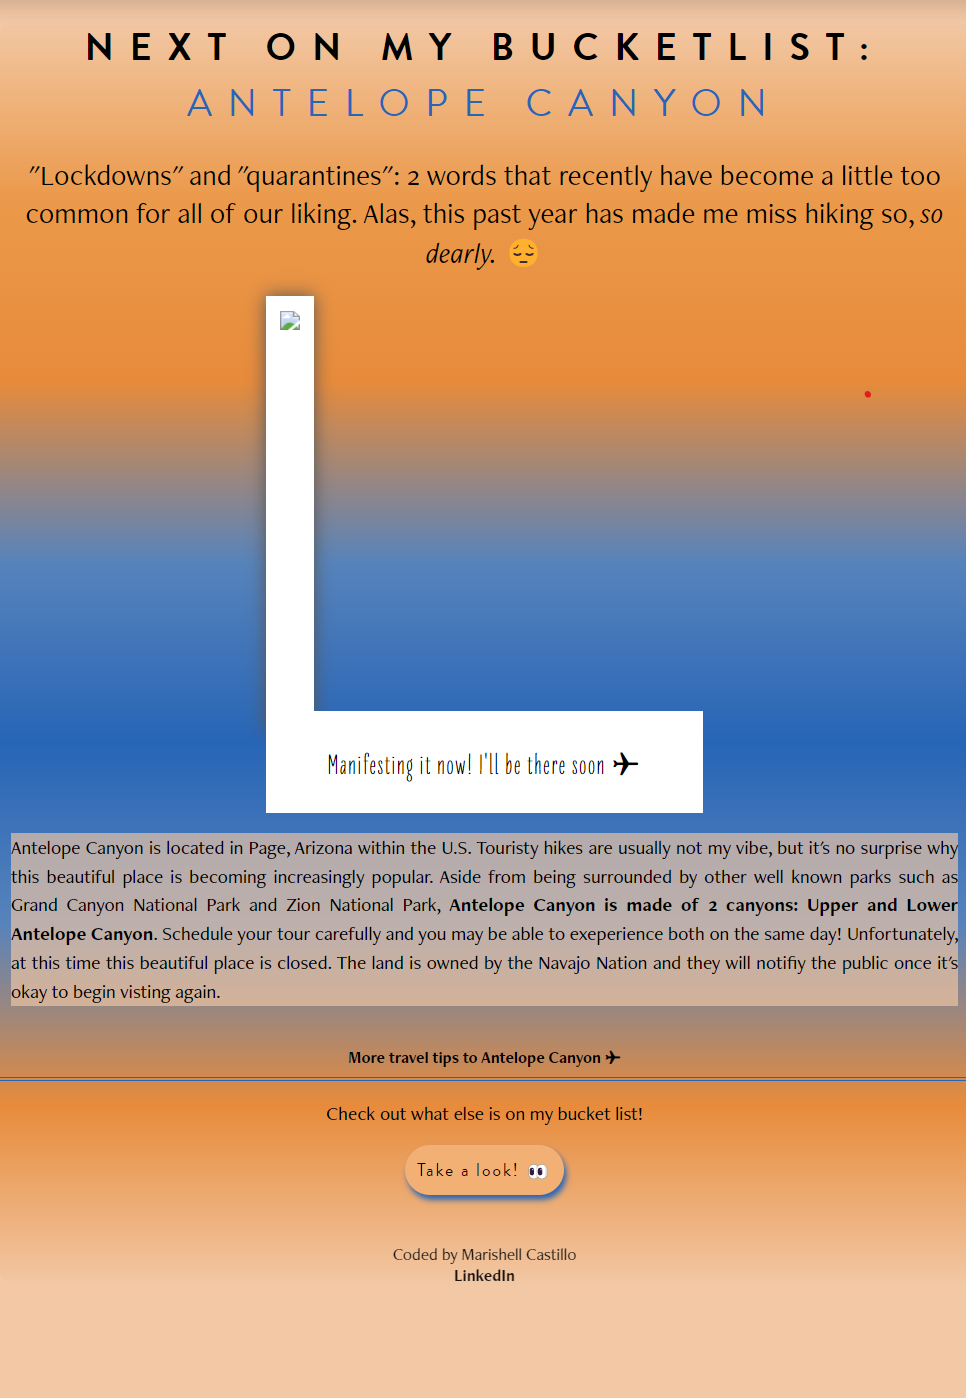 NEXT ON MY BUCKETLIST:
ANTELOPE CANYON
"Lockdowns" and "quarantines": 2 words that recently have become a little too
common for all of our liking. Alas, this past year has made me miss hiking so, so
dearly. 😔
Manifesting it now! I'll be there soon ✈
Antelope Canyon is located in Page, Arizona within the U.S. Touristy hikes are usually not my vibe, but it's no surprise why
this beautiful place is becoming increasingly popular. Aside from being surrounded by other well known parks such as
Grand Canyon National Park and Zion National Park, Antelope Canyon is made of 2 canyons: Upper and Lower
Antelope Canyon. Schedule your tour carefully and you may be able to exeperience both on the same day! Unfortunately,
at this time this beautiful place is closed. The land is owned by the Navajo Nation and they will notifiy the public once it's
okay to begin visting again.
More travel tips to Antelope Canyon ✈
Check out what else is on my bucket list!
Take a look! 👀
Coded by Marishell Castillo
LinkedIn